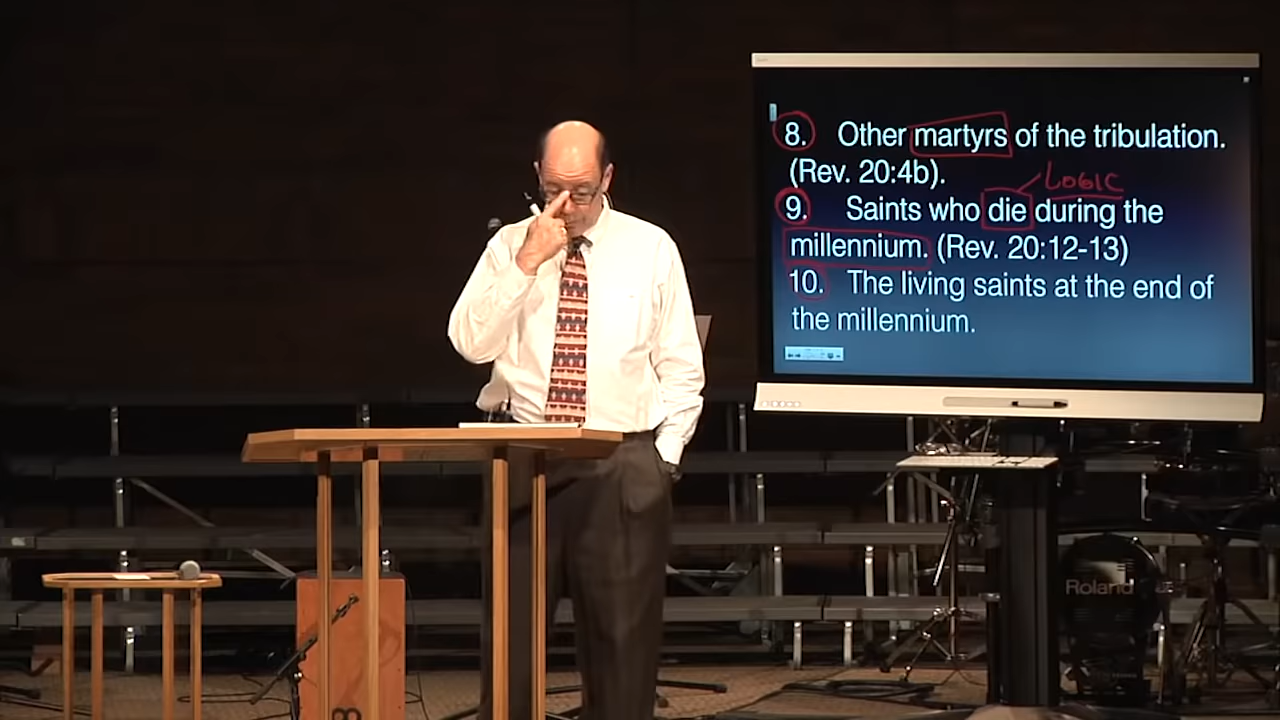 8. Other martyrs of the tribulation.
(Rev. 20:4b).
LOGIC
9. Saints who die during the
millennium. (Rev. 20:12-13)
10. The living saints at the end of
the millennium.
Roland